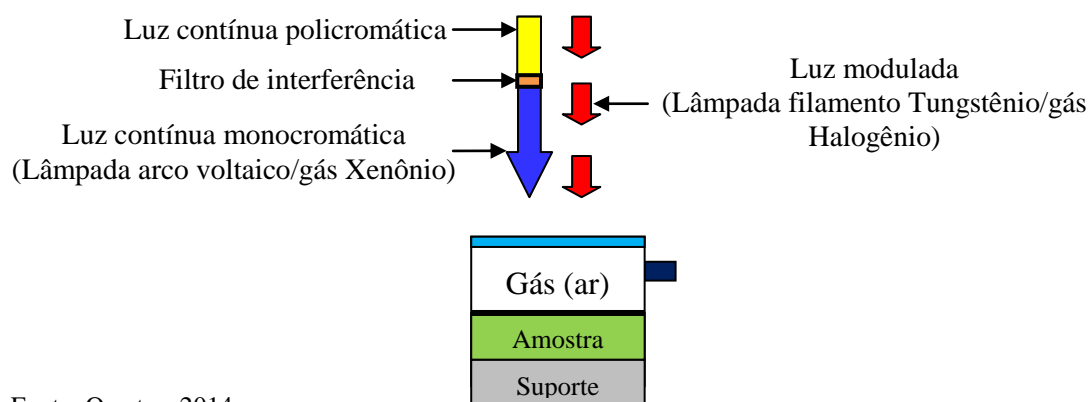 Luz contínua policromática
Filtro de interferência
Luz contínua monocromática
(Lâmpada arco voltaico/gás Xenônio)
Luz modulada
(Lâmpada filamento Tungstênio/gás
Halogênio)
Gás (ar)
Amostra
Suporte